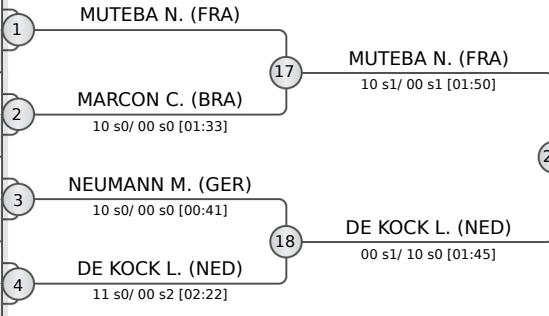 MUTEBA N. (FRA)
1
17
MUTEBA N. (FRA)
10 s1/ 00 s1 [01:50]
MARCON C. (BRA)
2
10 s0/ 00 s0 [01:33]
NEUMANN M. (GER)
3
10 s0/ 00 s0 [00:41]
18
DE KOCK L. (NED)
00 s1/ 10 s0 [01:45]
DE KOCK L. (NED)
4
11 s0/ 00 s2 [02:22]